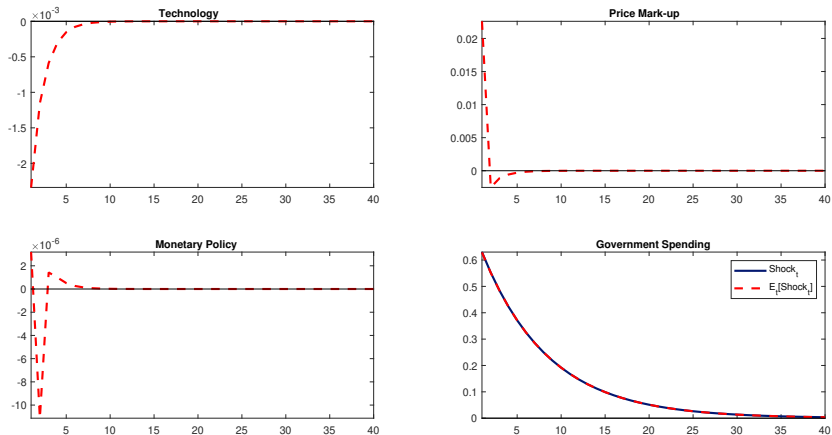 ×10⁻³
Technology
0
-0.5
-1
-1.5
-2
5 10 15 20 25 30 35 40
Price Mark-up
0.02
0.015
0.01
0.005
0
5 10 15 20 25 30 35 40
×10⁻⁶
Monetary Policy
2
0
-2
-4
-6
-8
-10
5 10 15 20 25 30 35 40
Government Spending
0.6
0.5
0.4
0.3
0.2
0.1
0
5 10 15 20 25 30 35 40
Shock_t
E_t[Shock_t]